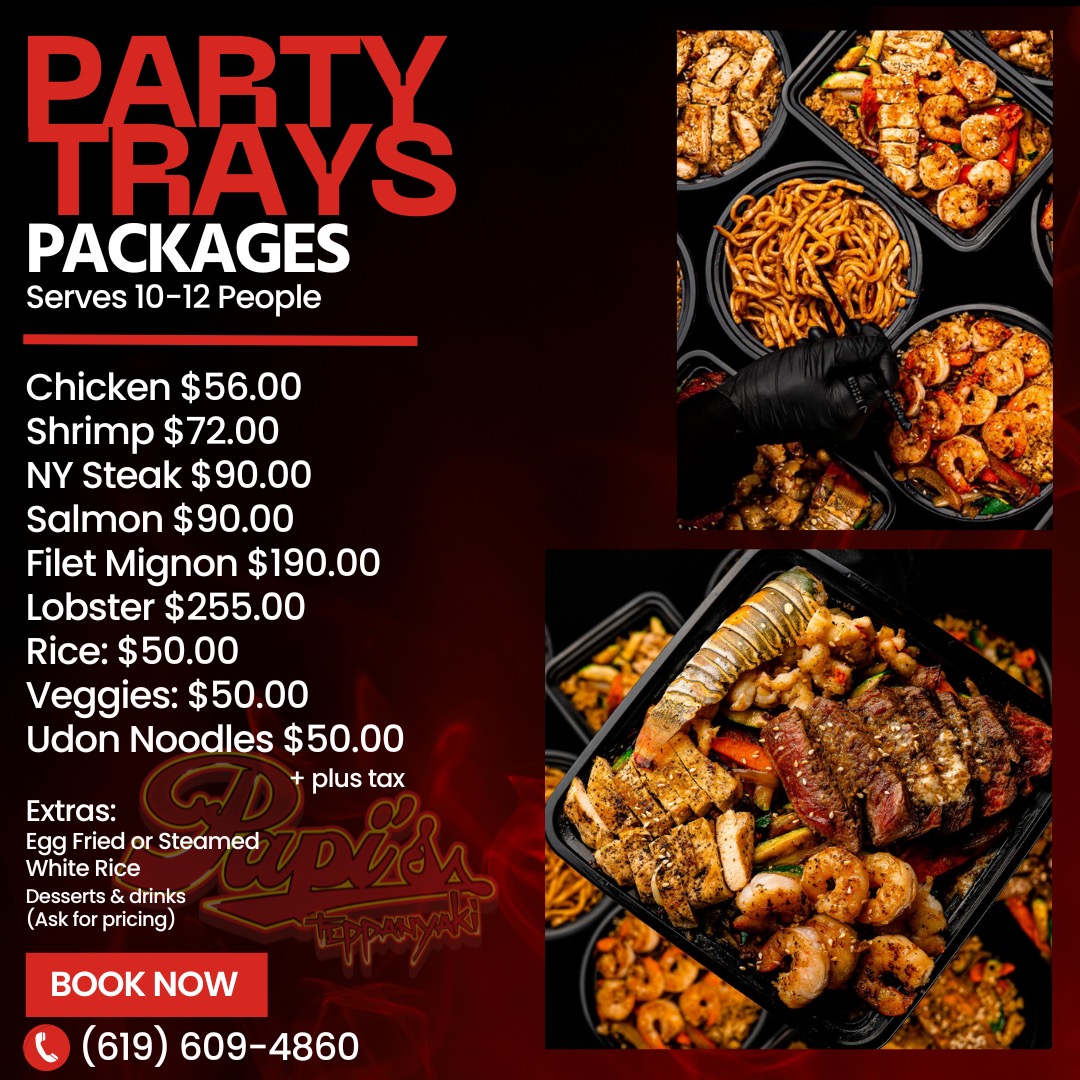 PARTY
TRAYS
PACKAGES
Serves 10-12 People
Chicken $56.00
Shrimp $72.00
NY Steak $90.00
Salmon $90.00
Filet Mignon $190.00
Lobster $255.00
Rice: $50.00
Veggies: $50.00
Udon Noodles $50.00
+ plus tax
Extras:
Egg Fried or Steamed
White Rice
Desserts & drinks
(Ask for pricing)
Papi's
TEPPANYAKI
BOOK NOW
(619) 609-4860